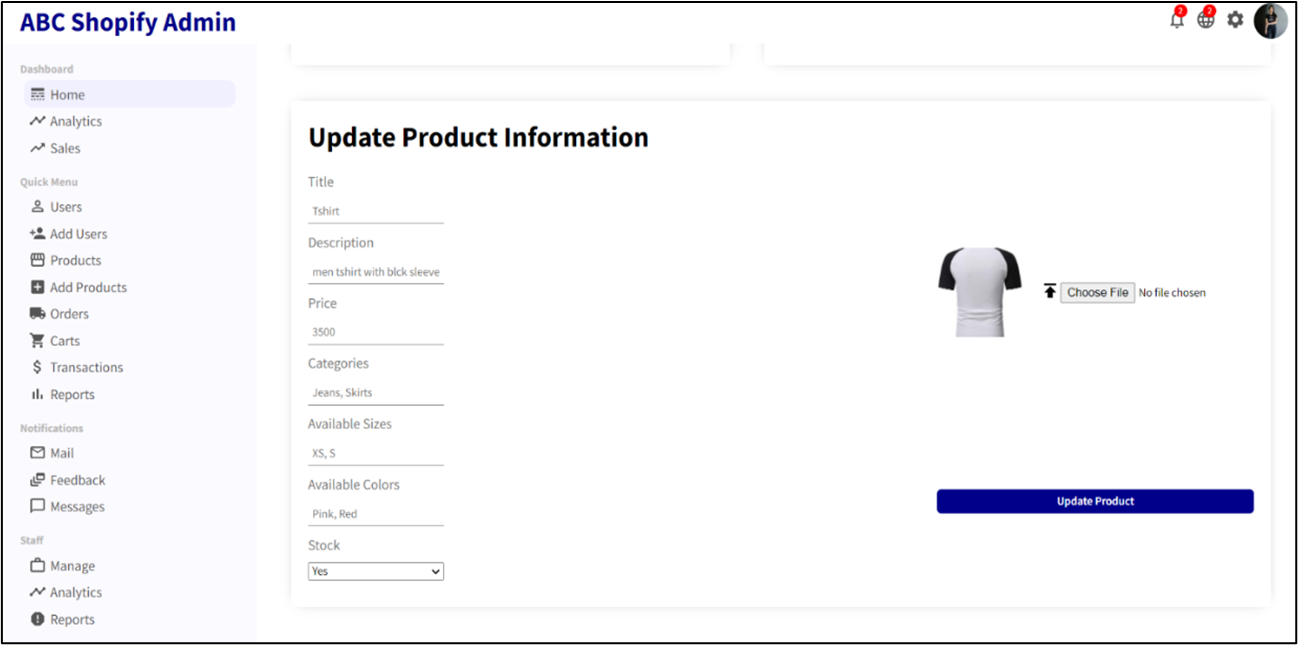 ABC Shopify Admin
2
2
Dashboard
Home
Analytics
Sales
Quick Menu
Users
Add Users
Products
Add Products
Orders
Carts
Transactions
Reports
Notifications
Mail
Feedback
Messages
Staff
Manage
Analytics
Reports
Update Product Information
Title
Tshirt
Description
men tshirt with blck sleeve
Price
3500
Categories
Jeans, Skirts
Available Sizes
XS, S
Available Colors
Pink, Red
Stock
Yes
Choose File No file chosen
Update Product